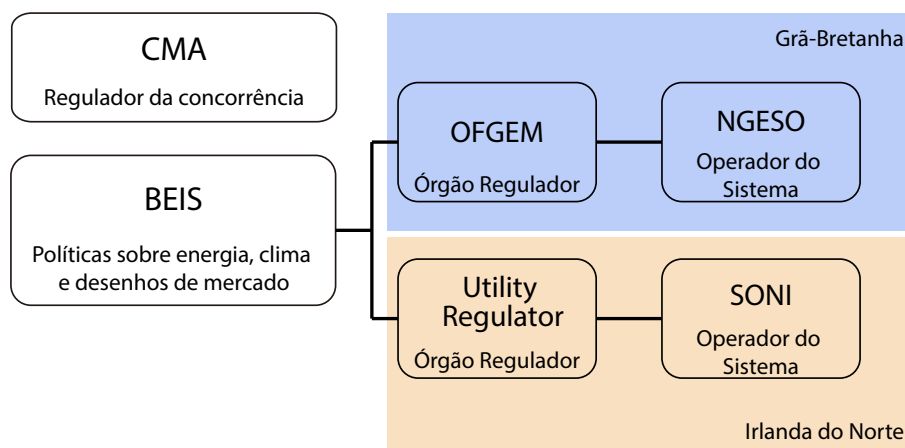 CMA
Regulador da concorrência
BEIS
Políticas sobre energia, clima
e desenhos de mercado
Grã-Bretanha
OFGEM
Órgão Regulador
NGESO
Operador do
Sistema
Utility
Regulator
Órgão Regulador
SONI
Operador do
Sistema
Irlanda do Norte